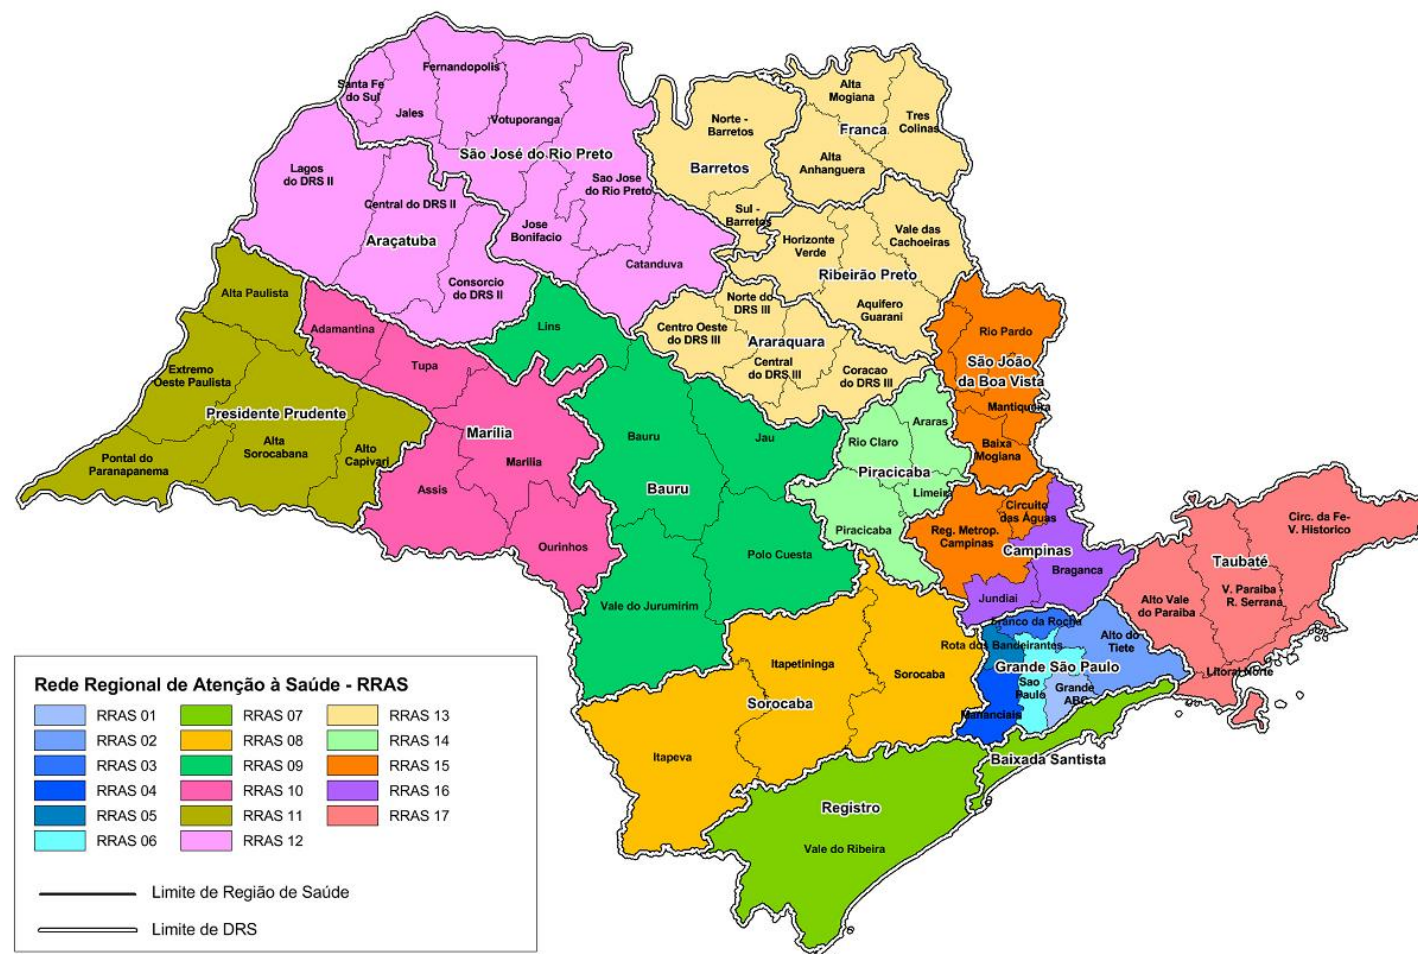 Santa Fe
do Sul
Fernandopolis
Jales
Votuporanga
São José do Rio Preto
Lagos
do DRS II
Central do DRS II
Sao Jose
do Rio Preto
Araçatuba
Jose
Bonifacio
Catanduva
Consorcio
do DRS II
Norte -
Barretos
Barretos
Sul -
Barretos
Alta
Mogiana
Franca
Tres
Colinas
Alta
Anhanguera
Horizonte
Verde
Vale das
Cachoeiras
Ribeirão Preto
Aquifero
Guarani
Norte do
DRS III
Centro Oeste
do DRS III
Araraquara
Central
do DRS III
Coracao
do DRS III
Alta Paulista
Adamantina
Lins
Tupa
Extremo
Oeste Paulista
Presidente Prudente
Alta
Sorocabana
Alto
Capivari
Pontal do
Paranapanema
Marília
Marilia
Assis
Ourinhos
Bauru
Jau
Bauru
Polo Cuesta
Vale do Jurumirim
Rio Pardo
São João
da Boa Vista
Mantiqueira
Baixa
Mogiana
Araras
Rio Claro
Piracicaba
Limeira
Piracicaba
Circuito
das Águas
Reg. Metrop.
Campinas
Campinas
Braganca
Jundiai
Circ. da Fe-
V. Historico
Taubaté
V. Paraiba
R. Serrana
Alto Vale
do Paraiba
Litoral Norte
Franco da Rocha
Rota dos Bandeirantes
Alto do
Tiete
Grande São Paulo
Sao
Paulo
Grande
ABC
Mananciais
Itapetininga
Sorocaba
Sorocaba
Itapeva
Baixada Santista
Registro
Vale do Ribeira
Rede Regional de Atenção à Saúde - RRAS
RRAS 01
RRAS 02
RRAS 03
RRAS 04
RRAS 05
RRAS 06
RRAS 07
RRAS 08
RRAS 09
RRAS 10
RRAS 11
RRAS 12
RRAS 13
RRAS 14
RRAS 15
RRAS 16
RRAS 17
Limite de Região de Saúde
Limite de DRS